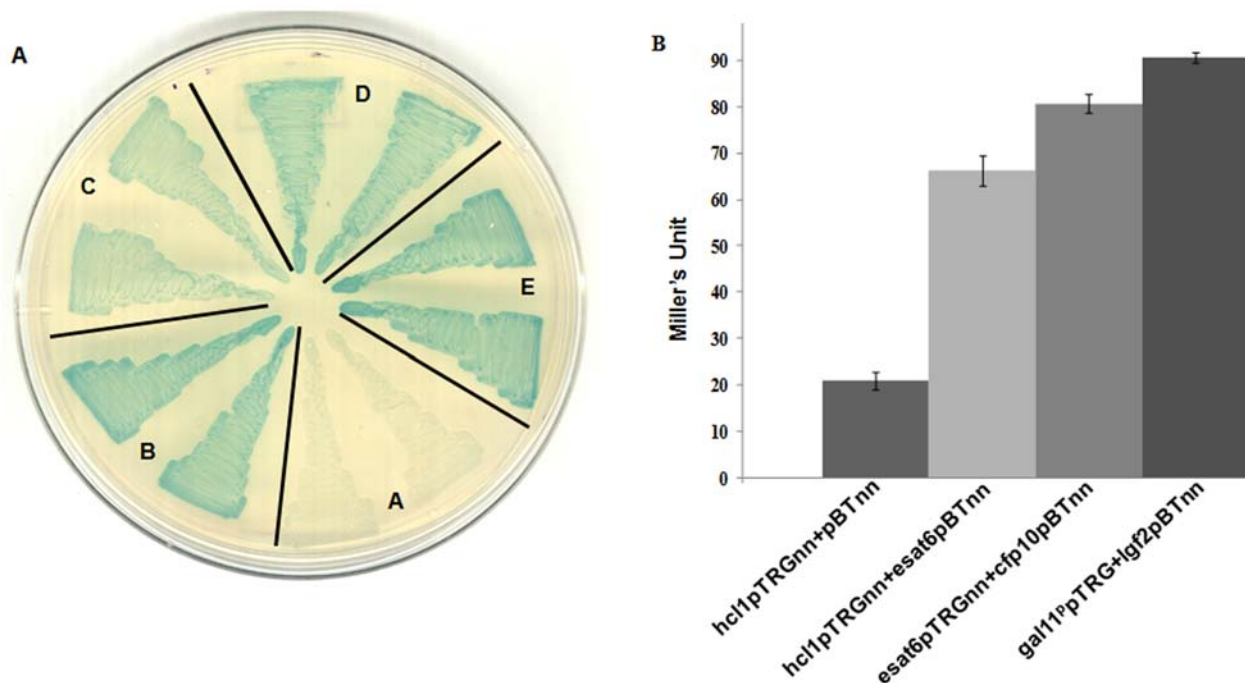 A
D
C
E
B
A
B
Miller's Unit
90
80
70
60
50
40
30
20
10
0
hcl1pTRGnn+pBTnn
hcl1pTRGnn+esat6pBTnn
esat6pTRGnn+cfp10pBTnn
gal11ᴾpTRG+lgf2pBTnn